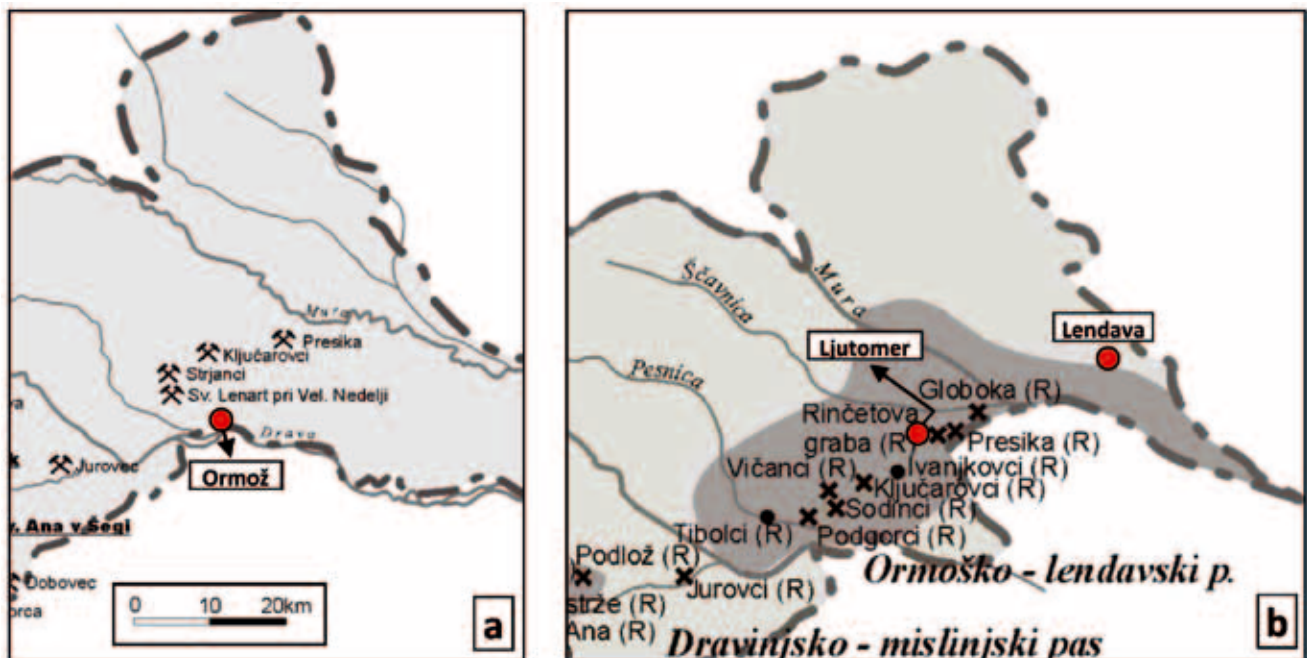 Mura
Presika
Ključarovci
Strjanci
Sv. Lenart pri Vel. Nedelji
Drava
Jurovec
Ormož
v. Ana v Šegi
Dobovec
orca
0 10 20km
a
Ščavnica
Mura
Lendava
Ljutomer
Pesnica
Globoka (R)
Rinčetova
graba (R
Presika (R)
Ivanjkovci
Vičanci (R)
Ključarovci (R)
Sodinci (R)
Tibolci (R)
Podgorci (R)
Podlož (R)
Jurovci (R)
Ormoško - lendavski p.
strže (R)
Ana (R)
Dravinjsko - mislinjski pas
b